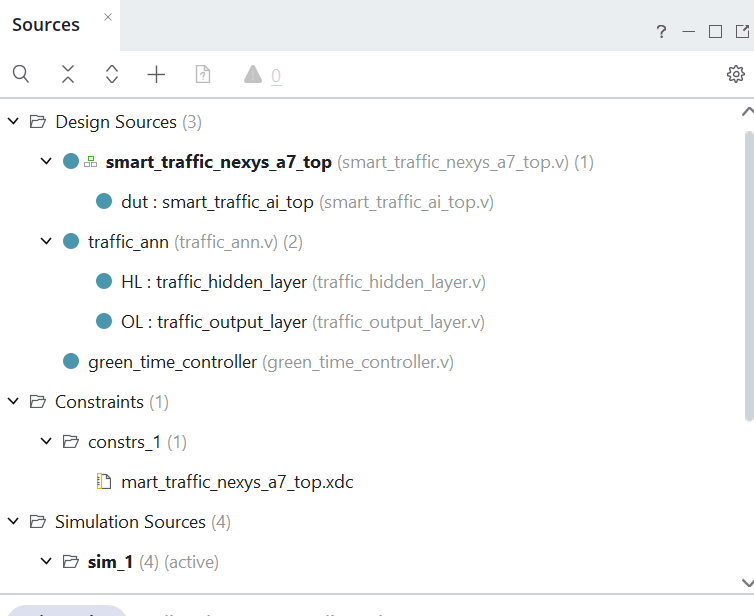 Sources
0
Design Sources (3)
smart_traffic_nexys_a7_top (smart_traffic_nexys_a7_top.v) (1)
dut : smart_traffic_ai_top (smart_traffic_ai_top.v)
traffic_ann (traffic_ann.v) (2)
HL : traffic_hidden_layer (traffic_hidden_layer.v)
OL : traffic_output_layer (traffic_output_layer.v)
green_time_controller (green_time_controller.v)
Constraints (1)
constrs_1 (1)
mart_traffic_nexys_a7_top.xdc
Simulation Sources (4)
sim_1 (4) (active)